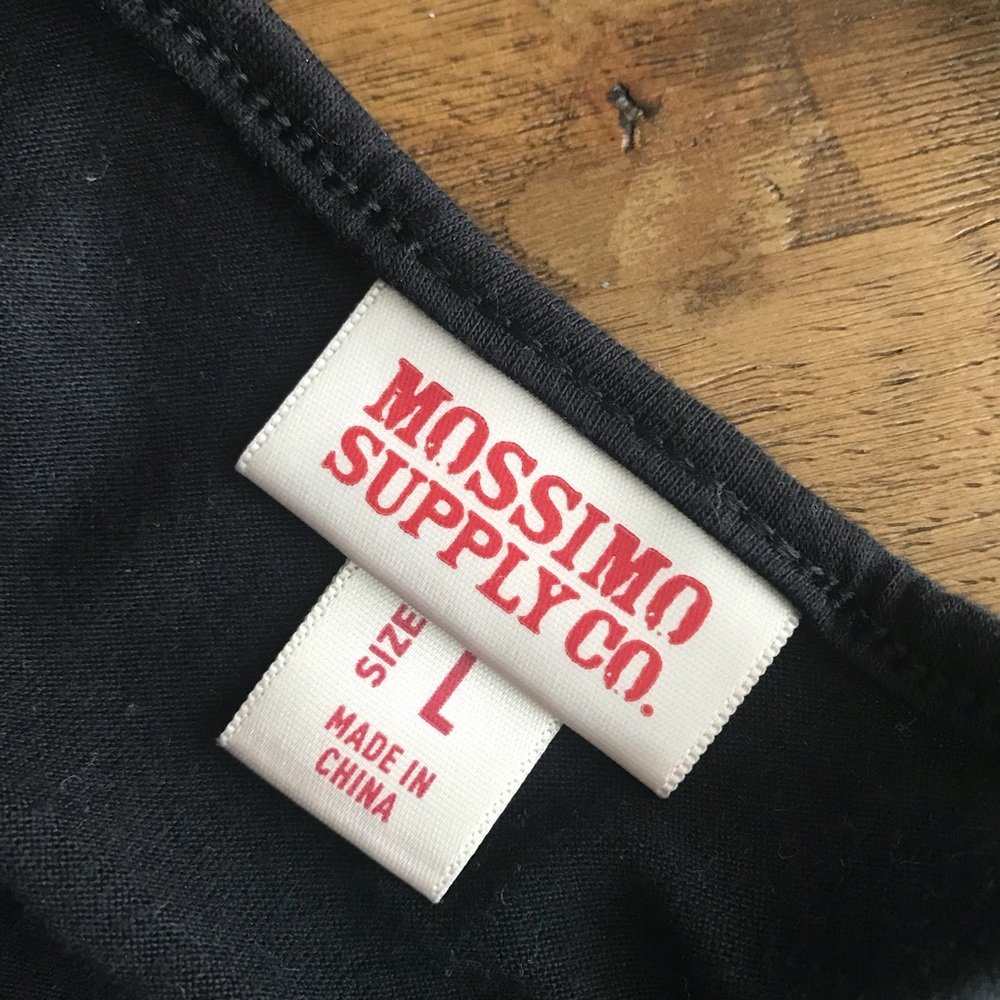 MOSSIMO
SUPPLY CO.
SIZE
L
MADE IN
CHINA